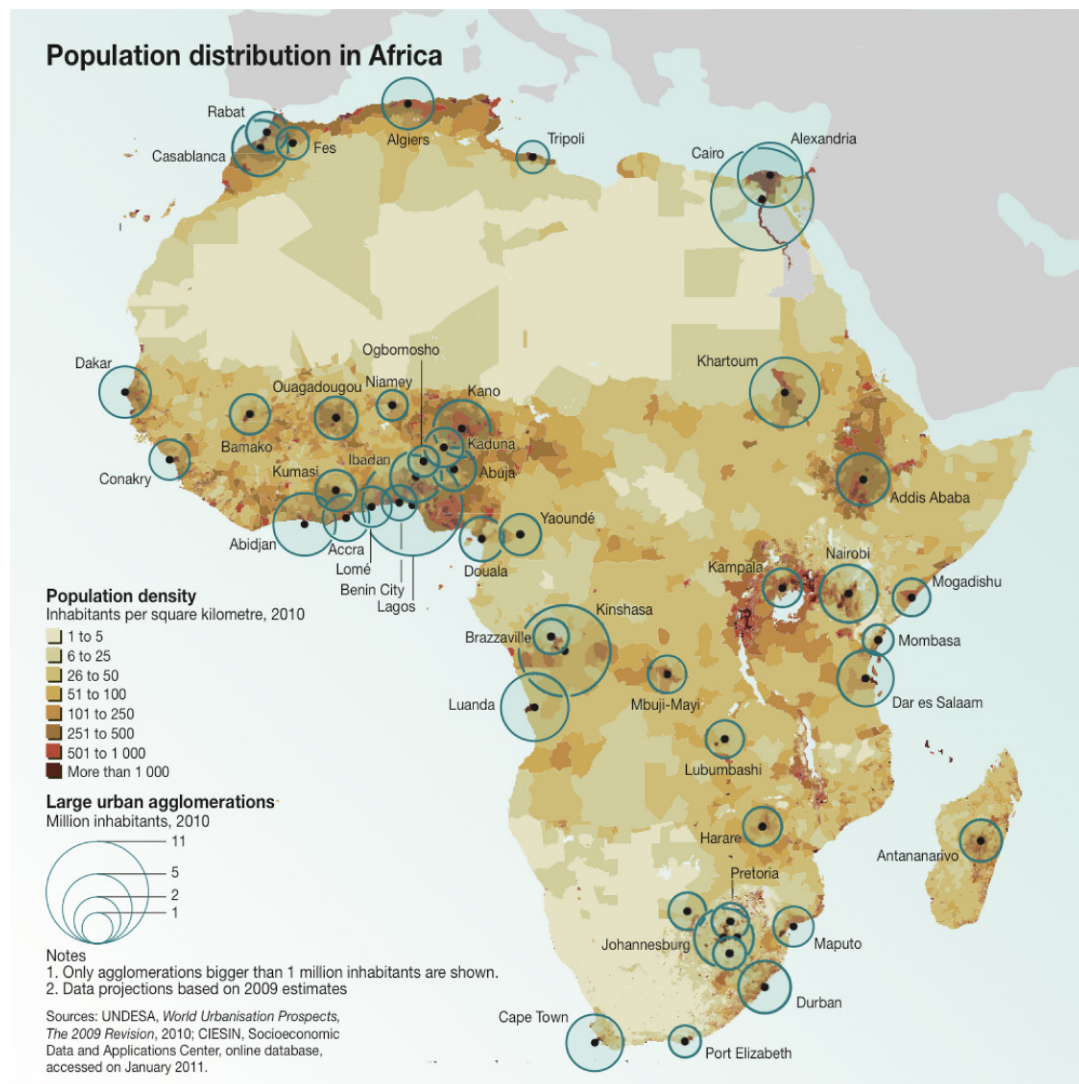 Population distribution in Africa
Rabat
Casablanca
Fes
Algiers
Tripoli
Cairo
Alexandria
Dakar
Ogbomosho
Ouagadougou
Niamey
Kano
Khartoum
Bamako
Kaduna
Conakry
Kumasi
Ibadan
Abuja
Addis Ababa
Abidjan
Accra
Yaoundé
Lomé
Douala
Benin City
Lagos
Kampala
Nairobi
Mogadishu
Population density
Inhabitants per square kilometre, 2010
1 to 5
6 to 25
26 to 50
51 to 100
101 to 250
251 to 500
501 to 1 000
More than 1 000
Kinshasa
Brazzaville
Mombasa
Luanda
Mbuji-Mayi
Dar es Salaam
Lubumbashi
Large urban agglomerations
Million inhabitants, 2010
11
5
2
1
Harare
Antananarivo
Pretoria
Johannesburg
Maputo
Durban
Cape Town
Port Elizabeth
Notes
1. Only agglomerations bigger than 1 million inhabitants are shown.
2. Data projections based on 2009 estimates
Sources: UNDESA, World Urbanisation Prospects,
The 2009 Revision, 2010; CIESIN, Socioeconomic
Data and Applications Center, online database,
accessed on January 2011.